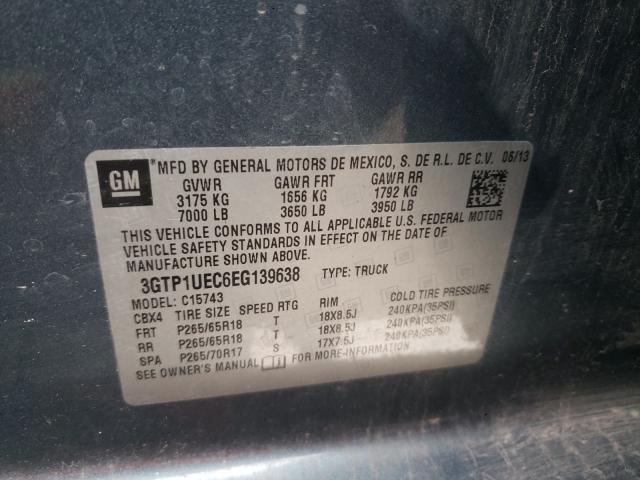 GM
*MFD BY GENERAL MOTORS DE MEXICO, S. DE R.L. DE C.V. 06/13
GVWR GAWR FRT GAWR RR
3175 KG 1656 KG 1792 KG
7000 LB 3650 LB 3950 LB
THIS VEHICLE CONFORMS TO ALL APPLICABLE U.S. FEDERAL MOTOR
VEHICLE SAFETY STANDARDS IN EFFECT ON THE DATE OF
MANUFACTURE SHOWN ABOVE.
3GTP1UEC6EG139638 TYPE: TRUCK
MODEL: C15743
CBX4 TIRE SIZE SPEED RTG RIM COLD TIRE PRESSURE
FRT P265/65R18 T 18X8.5J 240KPA(35PSI)
RR P265/65R18 T 18X8.5J 240KPA(35PSI)
SPA P265/70R17 S 17X7.5J 240KPA(35PSI)
SEE OWNER'S MANUAL i FOR MORE-INFORMATION